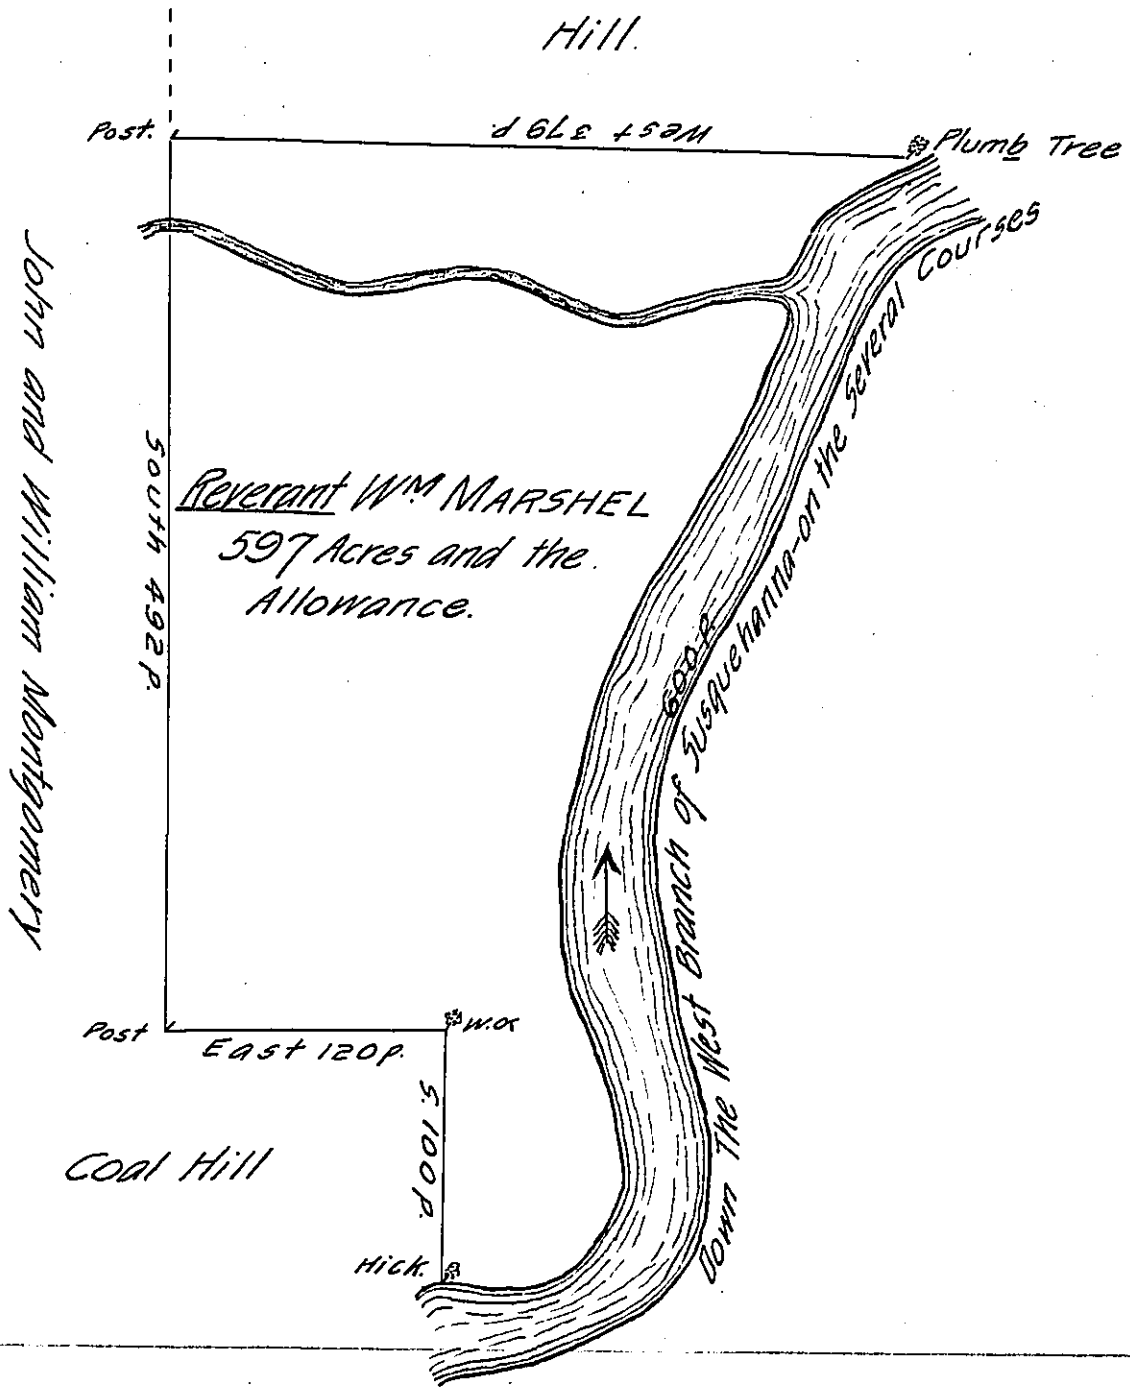 Hill.
Post.
West 379 P.
Plumb Tree
John and William Montgomery
South 492 p.
Reverant Wᴹ MARSHEL
597 Acres and the.
Allowance.
600 P.
Down The West Branch of Susquehanna-on the Several Courses
Post
W.O
East 120p.
S. 100 p.
Coal Hill
Hick.